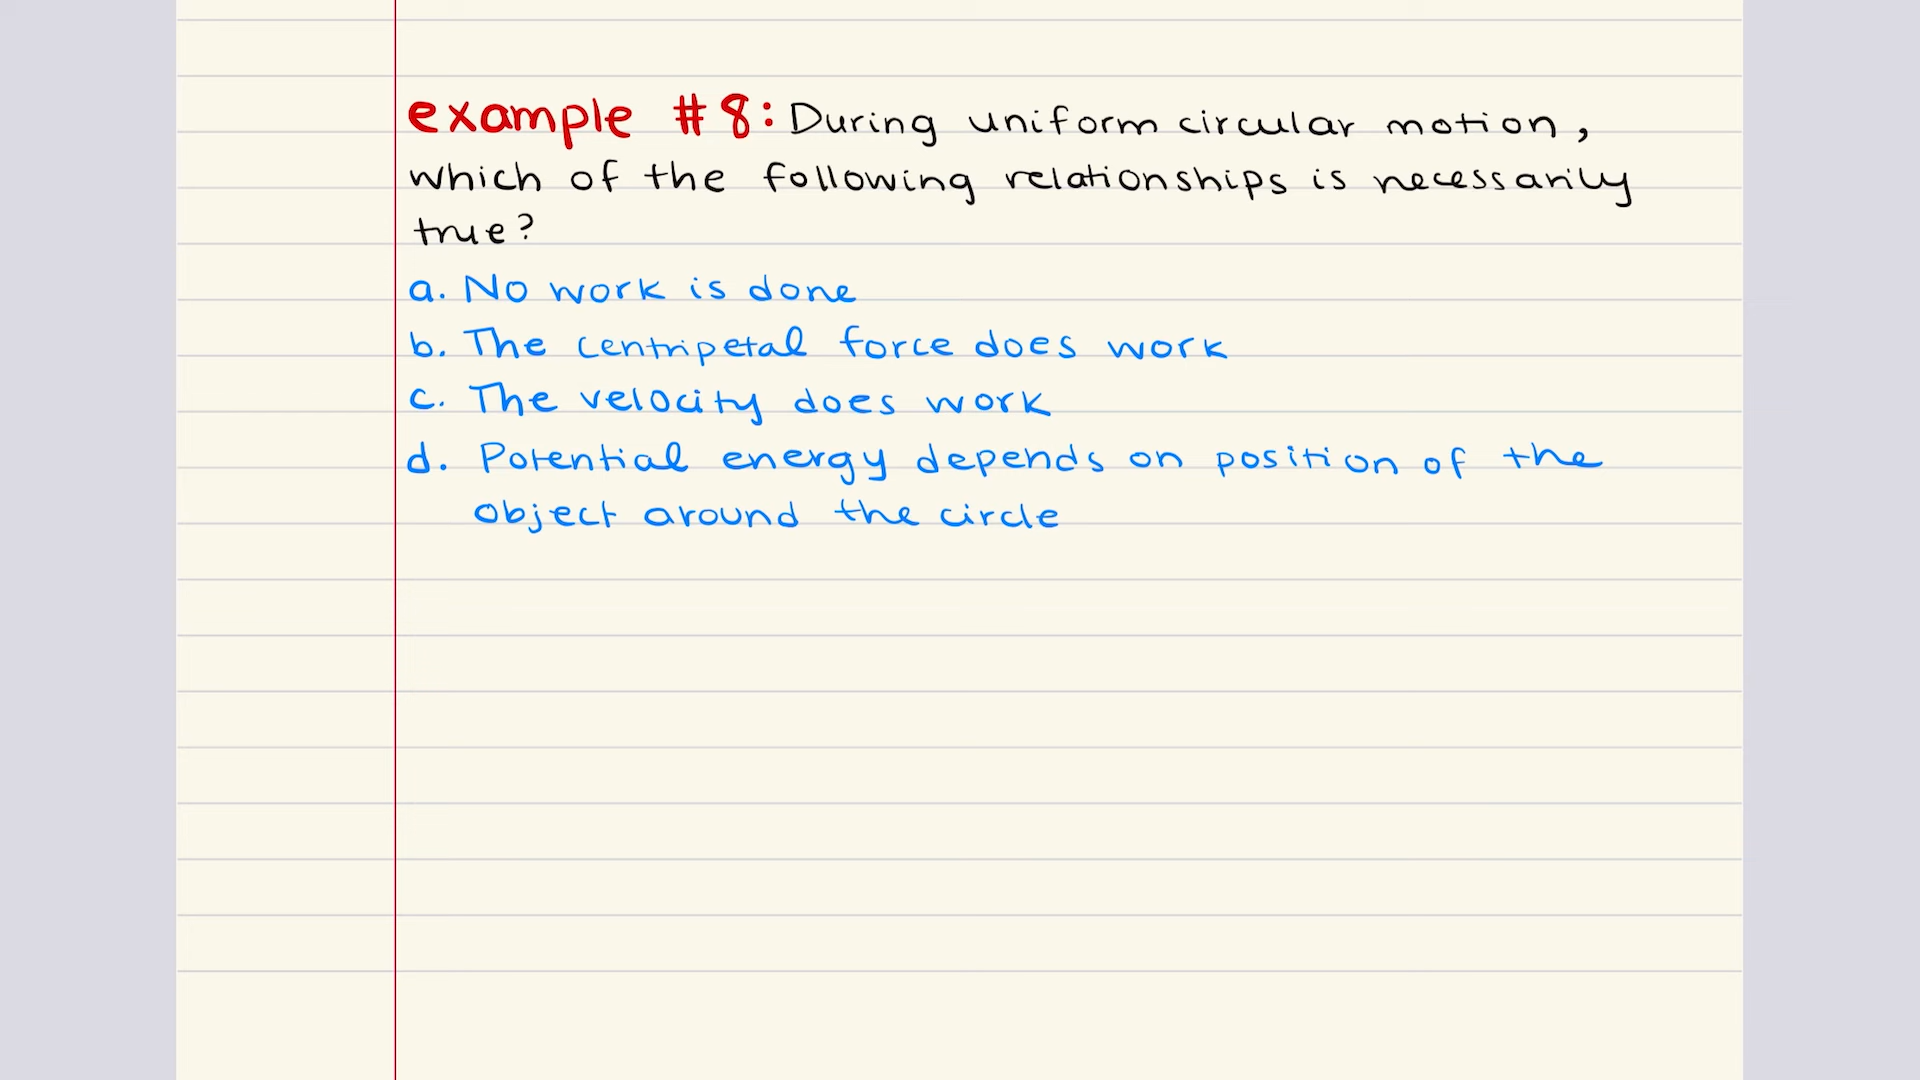 example #8: During uniform circular motion,
which of the following relationships is necessarily
true?
a. No work is done
b. The centripetal force does work
c. The velocity does work
d. Potential energy depends on position of the
object around the circle